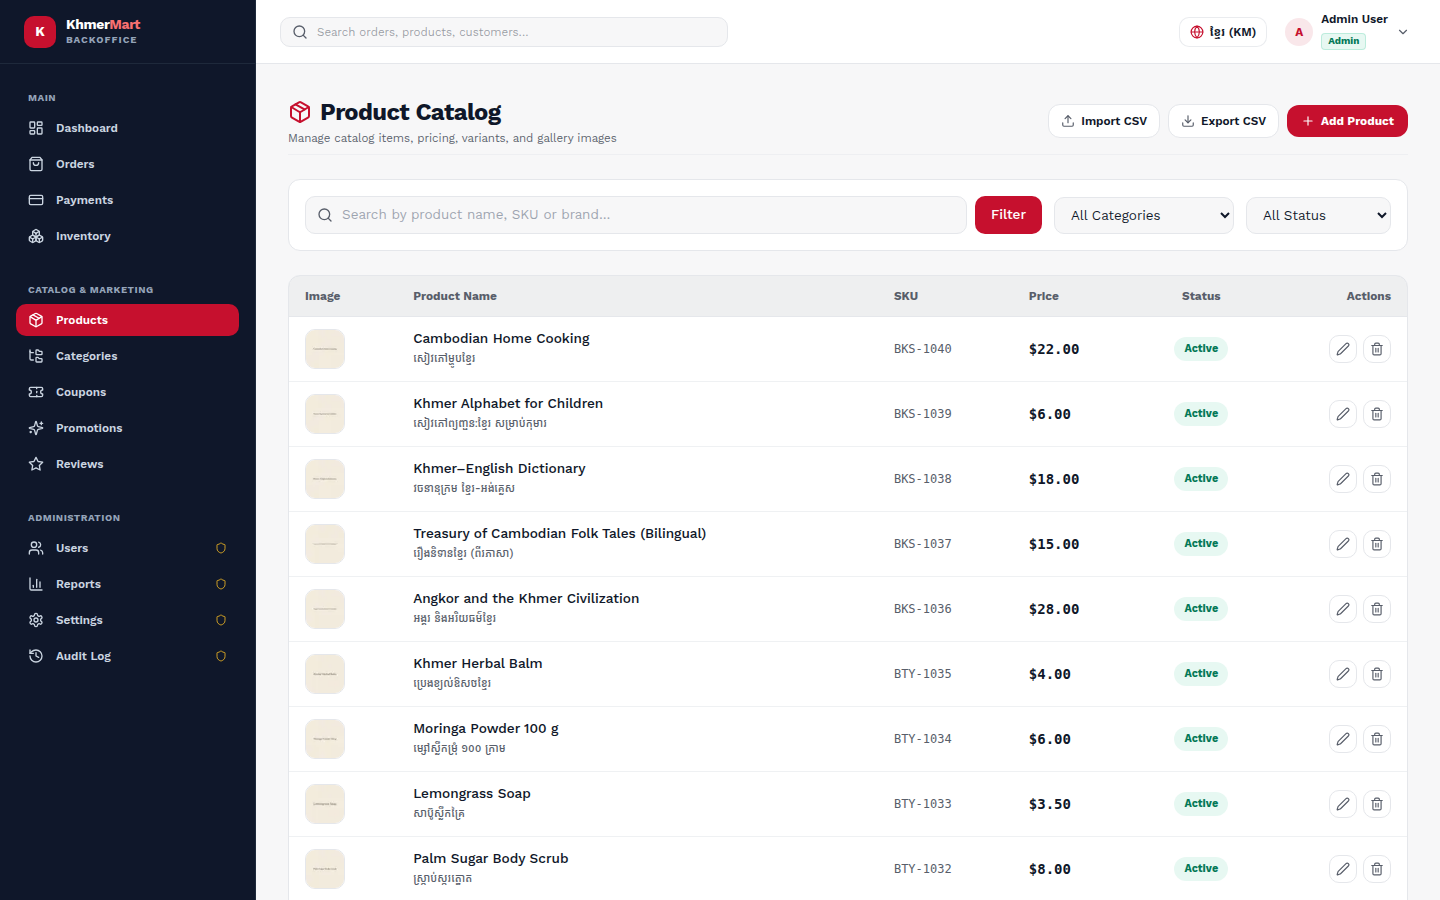 K
KhmerMart
BACKOFFICE
Search orders, products, customers...
ខ្មែរ (KM)
A
Admin User
Admin
MAIN
Dashboard
Orders
Payments
Inventory
CATALOG & MARKETING
Products
Categories
Coupons
Promotions
Reviews
ADMINISTRATION
Users
Reports
Settings
Audit Log
Product Catalog
Manage catalog items, pricing, variants, and gallery images
Import CSV
Export CSV
Add Product
Search by product name, SKU or brand...
Filter
All Categories
All Status
Image Product Name SKU Price Status Actions
Cambodian Home Cooking
សៀវភៅម្ហូបខ្មែរ
BKS-1040 $22.00 Active
Khmer Alphabet for Children
សៀវភៅព្យញ្ជនៈខ្មែរ សម្រាប់កុមារ
BKS-1039 $6.00 Active
Khmer–English Dictionary
វចនានុក្រម ខ្មែរ-អង់គ្លេស
BKS-1038 $18.00 Active
Treasury of Cambodian Folk Tales (Bilingual)
រឿងនិទានខ្មែរ (ពីរភាសា)
BKS-1037 $15.00 Active
Angkor and the Khmer Civilization
អង្គរ និងអរិយធម៌ខ្មែរ
BKS-1036 $28.00 Active
Khmer Herbal Balm
ប្រេងខ្យល់ឱសថខ្មែរ
BTY-1035 $4.00 Active
Moringa Powder 100 g
ម្សៅស្លឹកម្រុំ ១០០ ក្រាម
BTY-1034 $6.00 Active
Lemongrass Soap
សាប៊ូស្លឹកគ្រៃ
BTY-1033 $3.50 Active
Palm Sugar Body Scrub
ស្ក្រាប់ស្ករត្នោត
BTY-1032 $8.00 Active